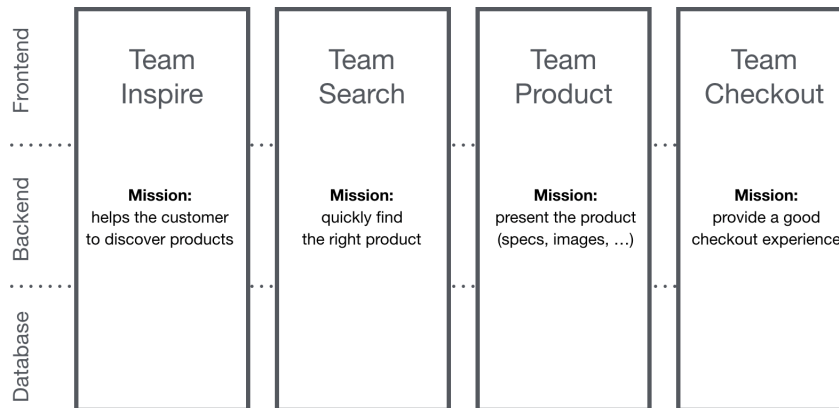 Frontend
Backend
Database
Team
Inspire
Mission:
helps the customer
to discover products
Team
Search
Mission:
quickly find
the right product
Team
Product
Mission:
present the product
(specs, images, …)
Team
Checkout
Mission:
provide a good
checkout experience